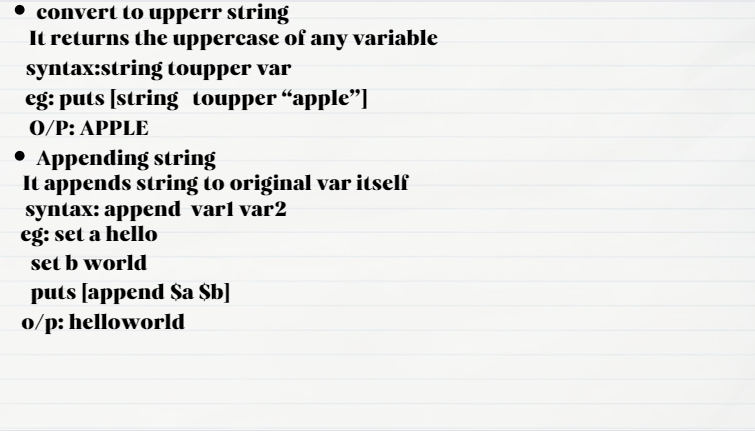 • convert to upperr string
It returns the uppercase of any variable
syntax:string toupper var
eg: puts [string toupper “apple”]
O/P: APPLE
• Appending string
It appends string to original var itself
syntax: append var1 var2
eg: set a hello
set b world
puts [append $a $b]
o/p: helloworld